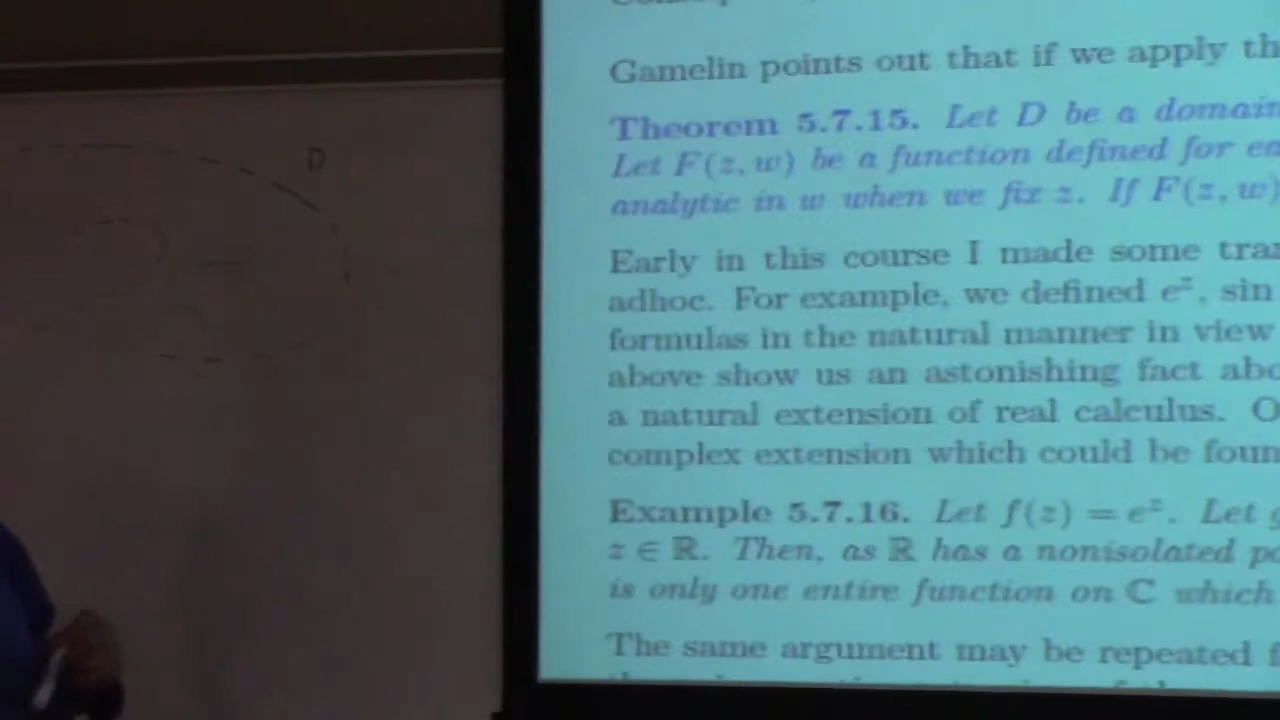 D
Gamelin points out that if we apply th
Theorem 5.7.15. Let D be a domain
Let F(z, w) be a function defined for ea
analytic in w when we fix z. If F(z, w)
Early in this course I made some tran
adhoc. For example, we defined e^z, sin
formulas in the natural manner in view
above show us an astonishing fact abo
a natural extension of real calculus. O
complex extension which could be foun
Example 5.7.16. Let f(z) = e^z. Let g
z ∈ ℝ. Then, as ℝ has a nonisolated po
is only one entire function on ℂ which
The same argument may be repeated f